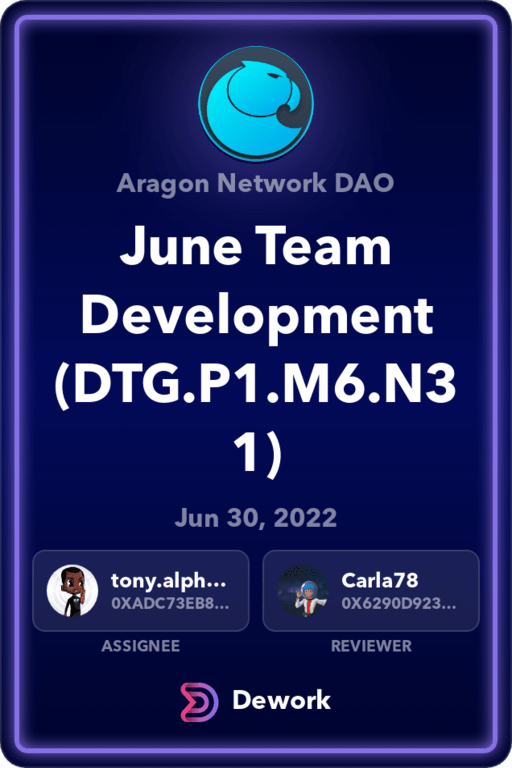 Aragon Network DAO
June Team
Development
(DTG.P1.M6.N3
1)
Jun 30, 2022
tony.alph...
0XADC73EB8...
ASSIGNEE
Carla78
0X6290D923...
REVIEWER
Dework